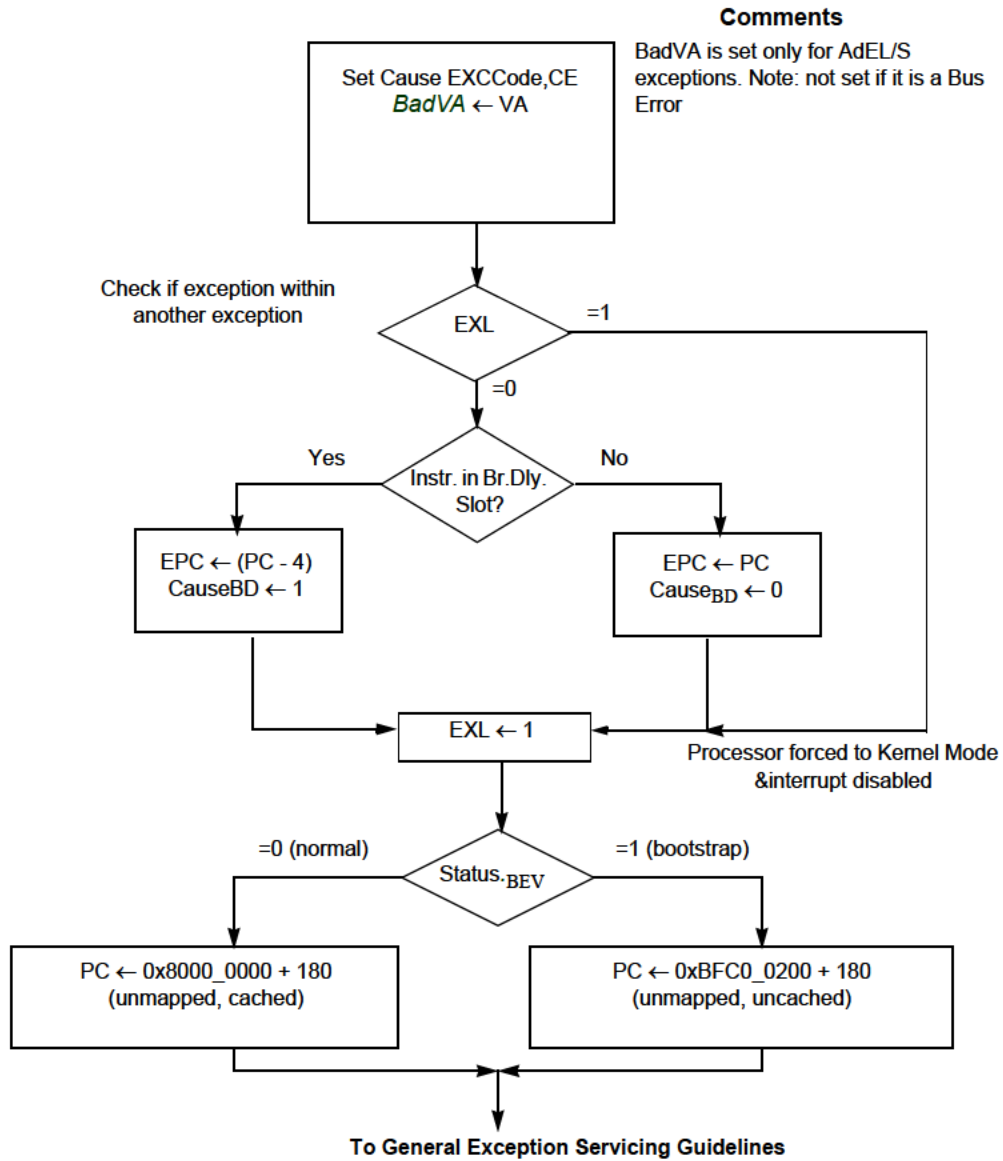 Comments
BadVA is set only for AdEL/S
exceptions. Note: not set if it is a Bus
Error
Set Cause EXCCode,CE
BadVA ← VA
Check if exception within
another exception
EXL
=1
=0
Yes
Instr. in Br.Dly.
Slot?
No
EPC ← (PC - 4)
CauseBD ← 1
EPC ← PC
CauseBD ← 0
EXL ← 1
Processor forced to Kernel Mode
&interrupt disabled
=0 (normal)
Status.BEV
=1 (bootstrap)
PC ← 0x8000_0000 + 180
(unmapped, cached)
PC ← 0xBFC0_0200 + 180
(unmapped, uncached)
To General Exception Servicing Guidelines